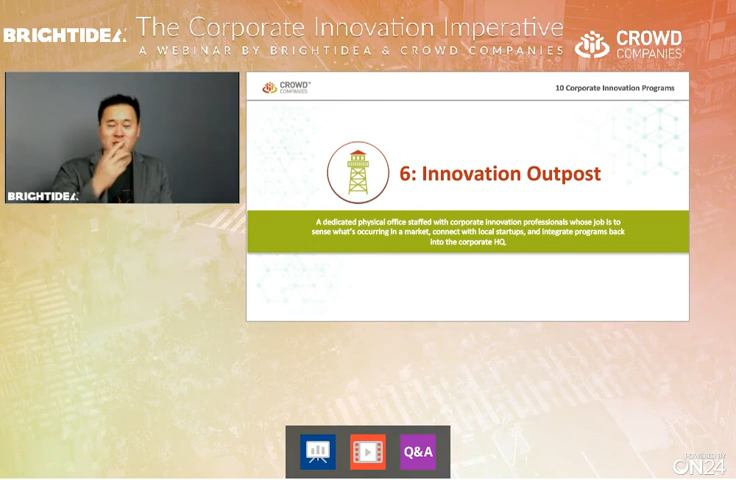 BRIGHTIDEA
The Corporate Innovation Imperative
A WEBINAR BY BRIGHTIDEA & CROWD COMPANIES
CROWD
COMPANIES
BRIGHTIDEA
CROWD™
COMPANIES
10 Corporate Innovation Programs
6: Innovation Outpost
A dedicated physical office staffed with corporate innovation professionals whose job is to
sense what's occurring in a market, connect with local startups, and integrate programs back
into the corporate HQ.
Q&A
POWERED BY
ON24